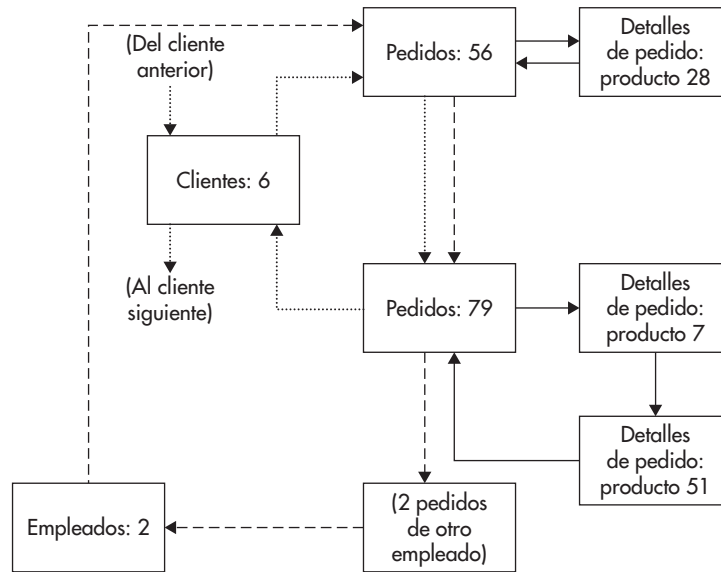 (Del cliente
anterior)
Pedidos: 56
Detalles
de pedido:
producto 28
Clientes: 6
(Al cliente
siguiente)
Pedidos: 79
Detalles
de pedido:
producto 7
Detalles
de pedido:
producto 51
Empleados: 2
(2 pedidos
de otro
empleado)